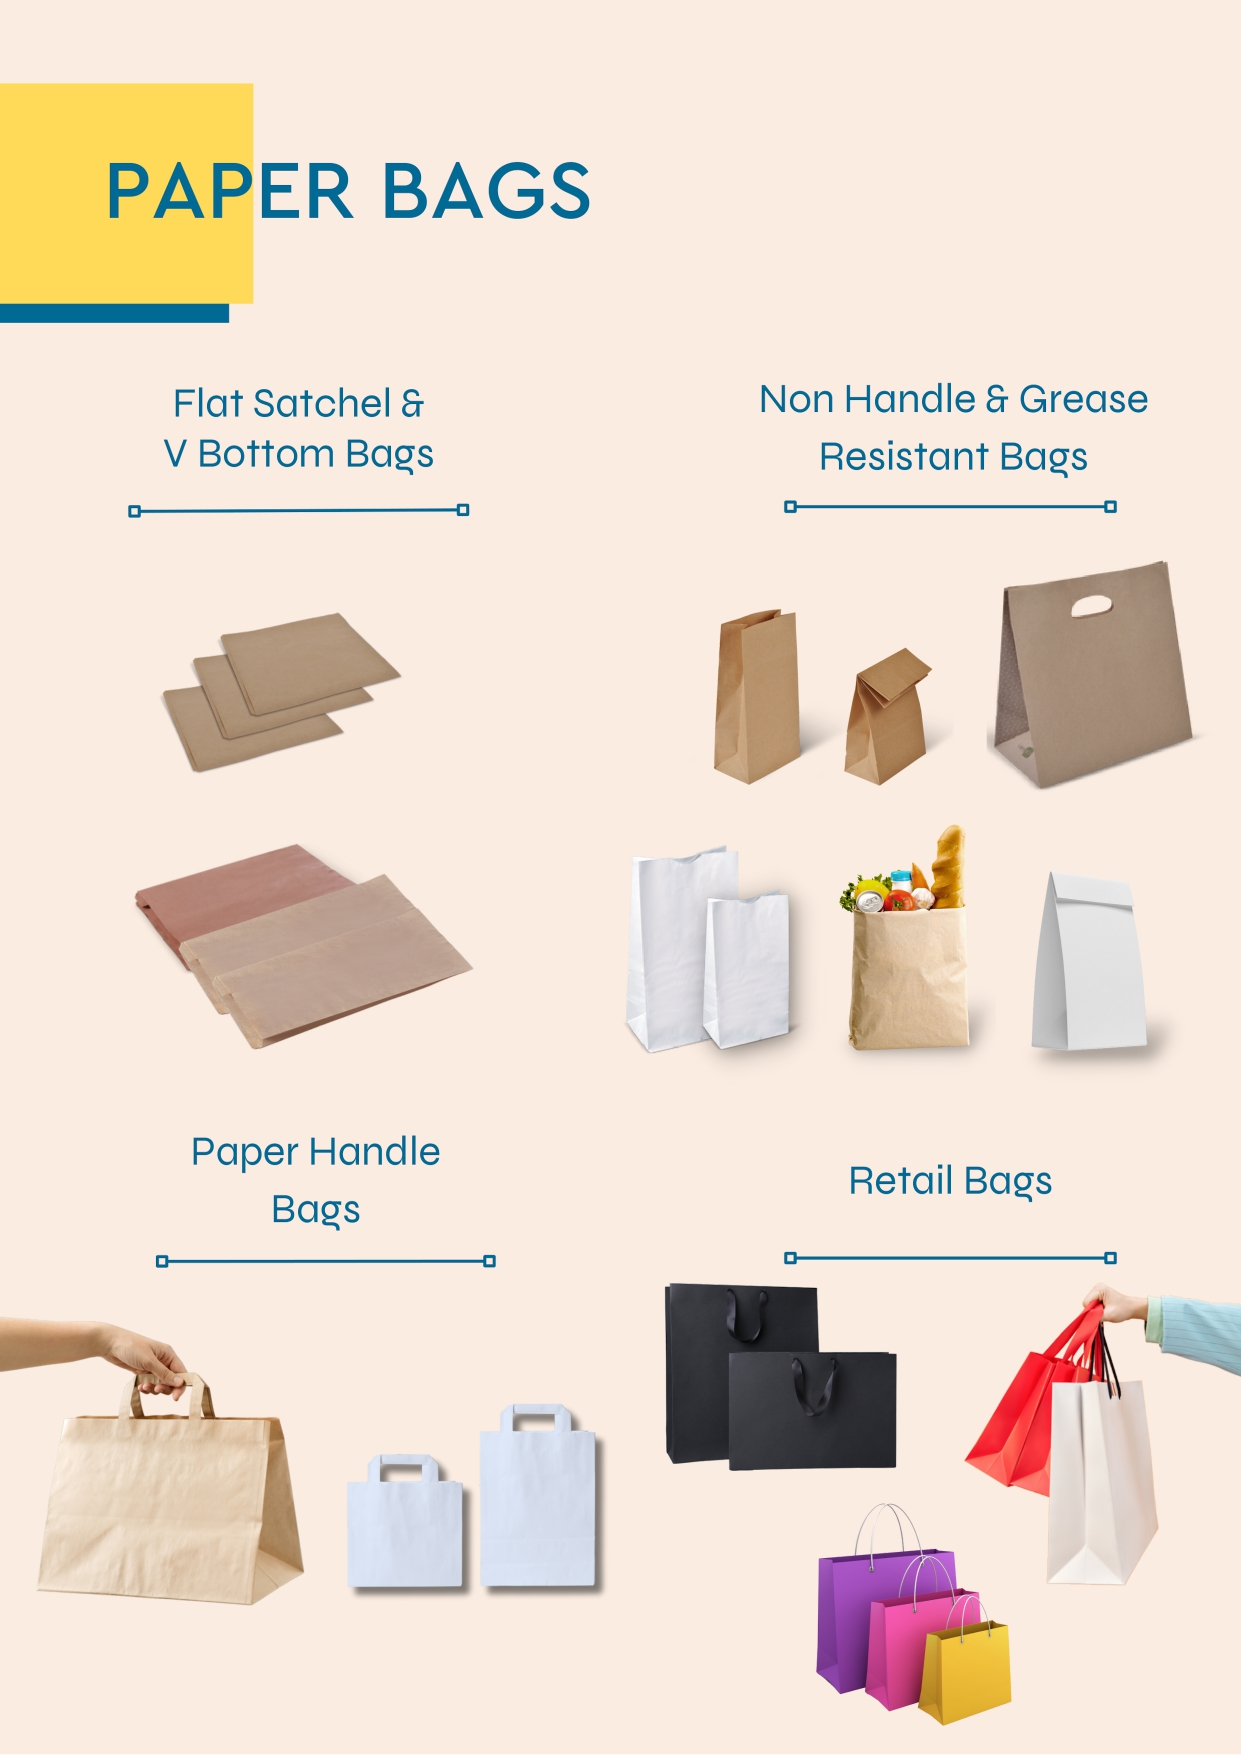 PAPER BAGS
Flat Satchel &
V Bottom Bags
Non Handle & Grease
Resistant Bags
Paper Handle
Bags
Retail Bags